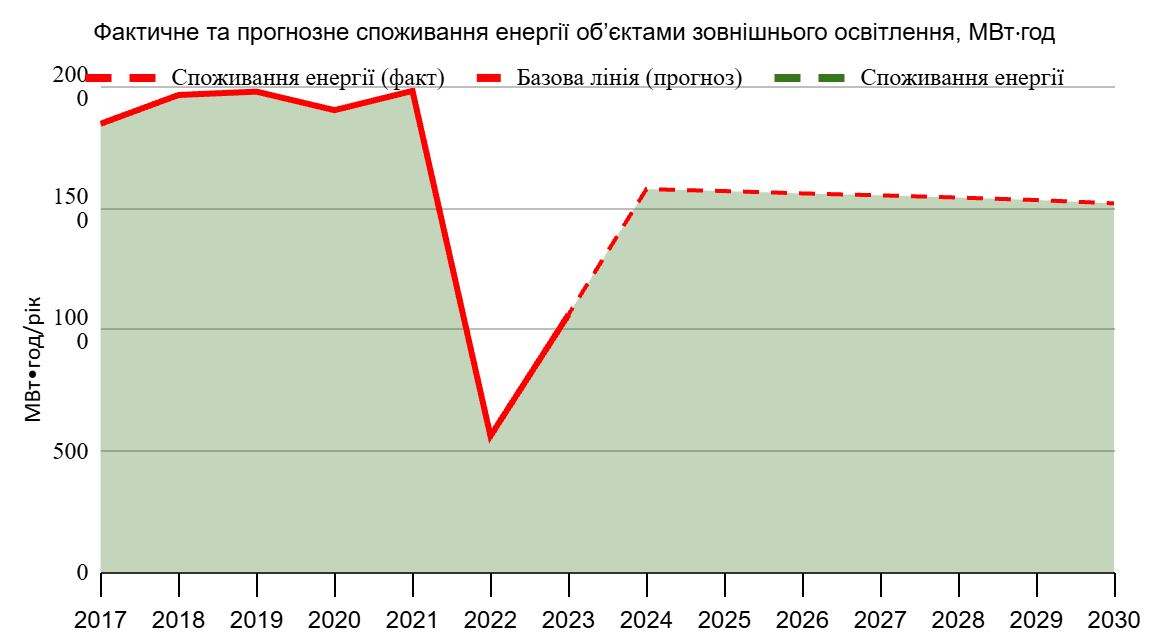 Фактичне та прогнозне споживання енергії об’єктами зовнішнього освітлення, МВт·год
Споживання енергії (факт) Базова лінія (прогноз) Споживання енергії
200
0
150
0
100
0
500
0
МВт•год/рік
2017 2018 2019 2020 2021 2022 2023 2024 2025 2026 2027 2028 2029 2030